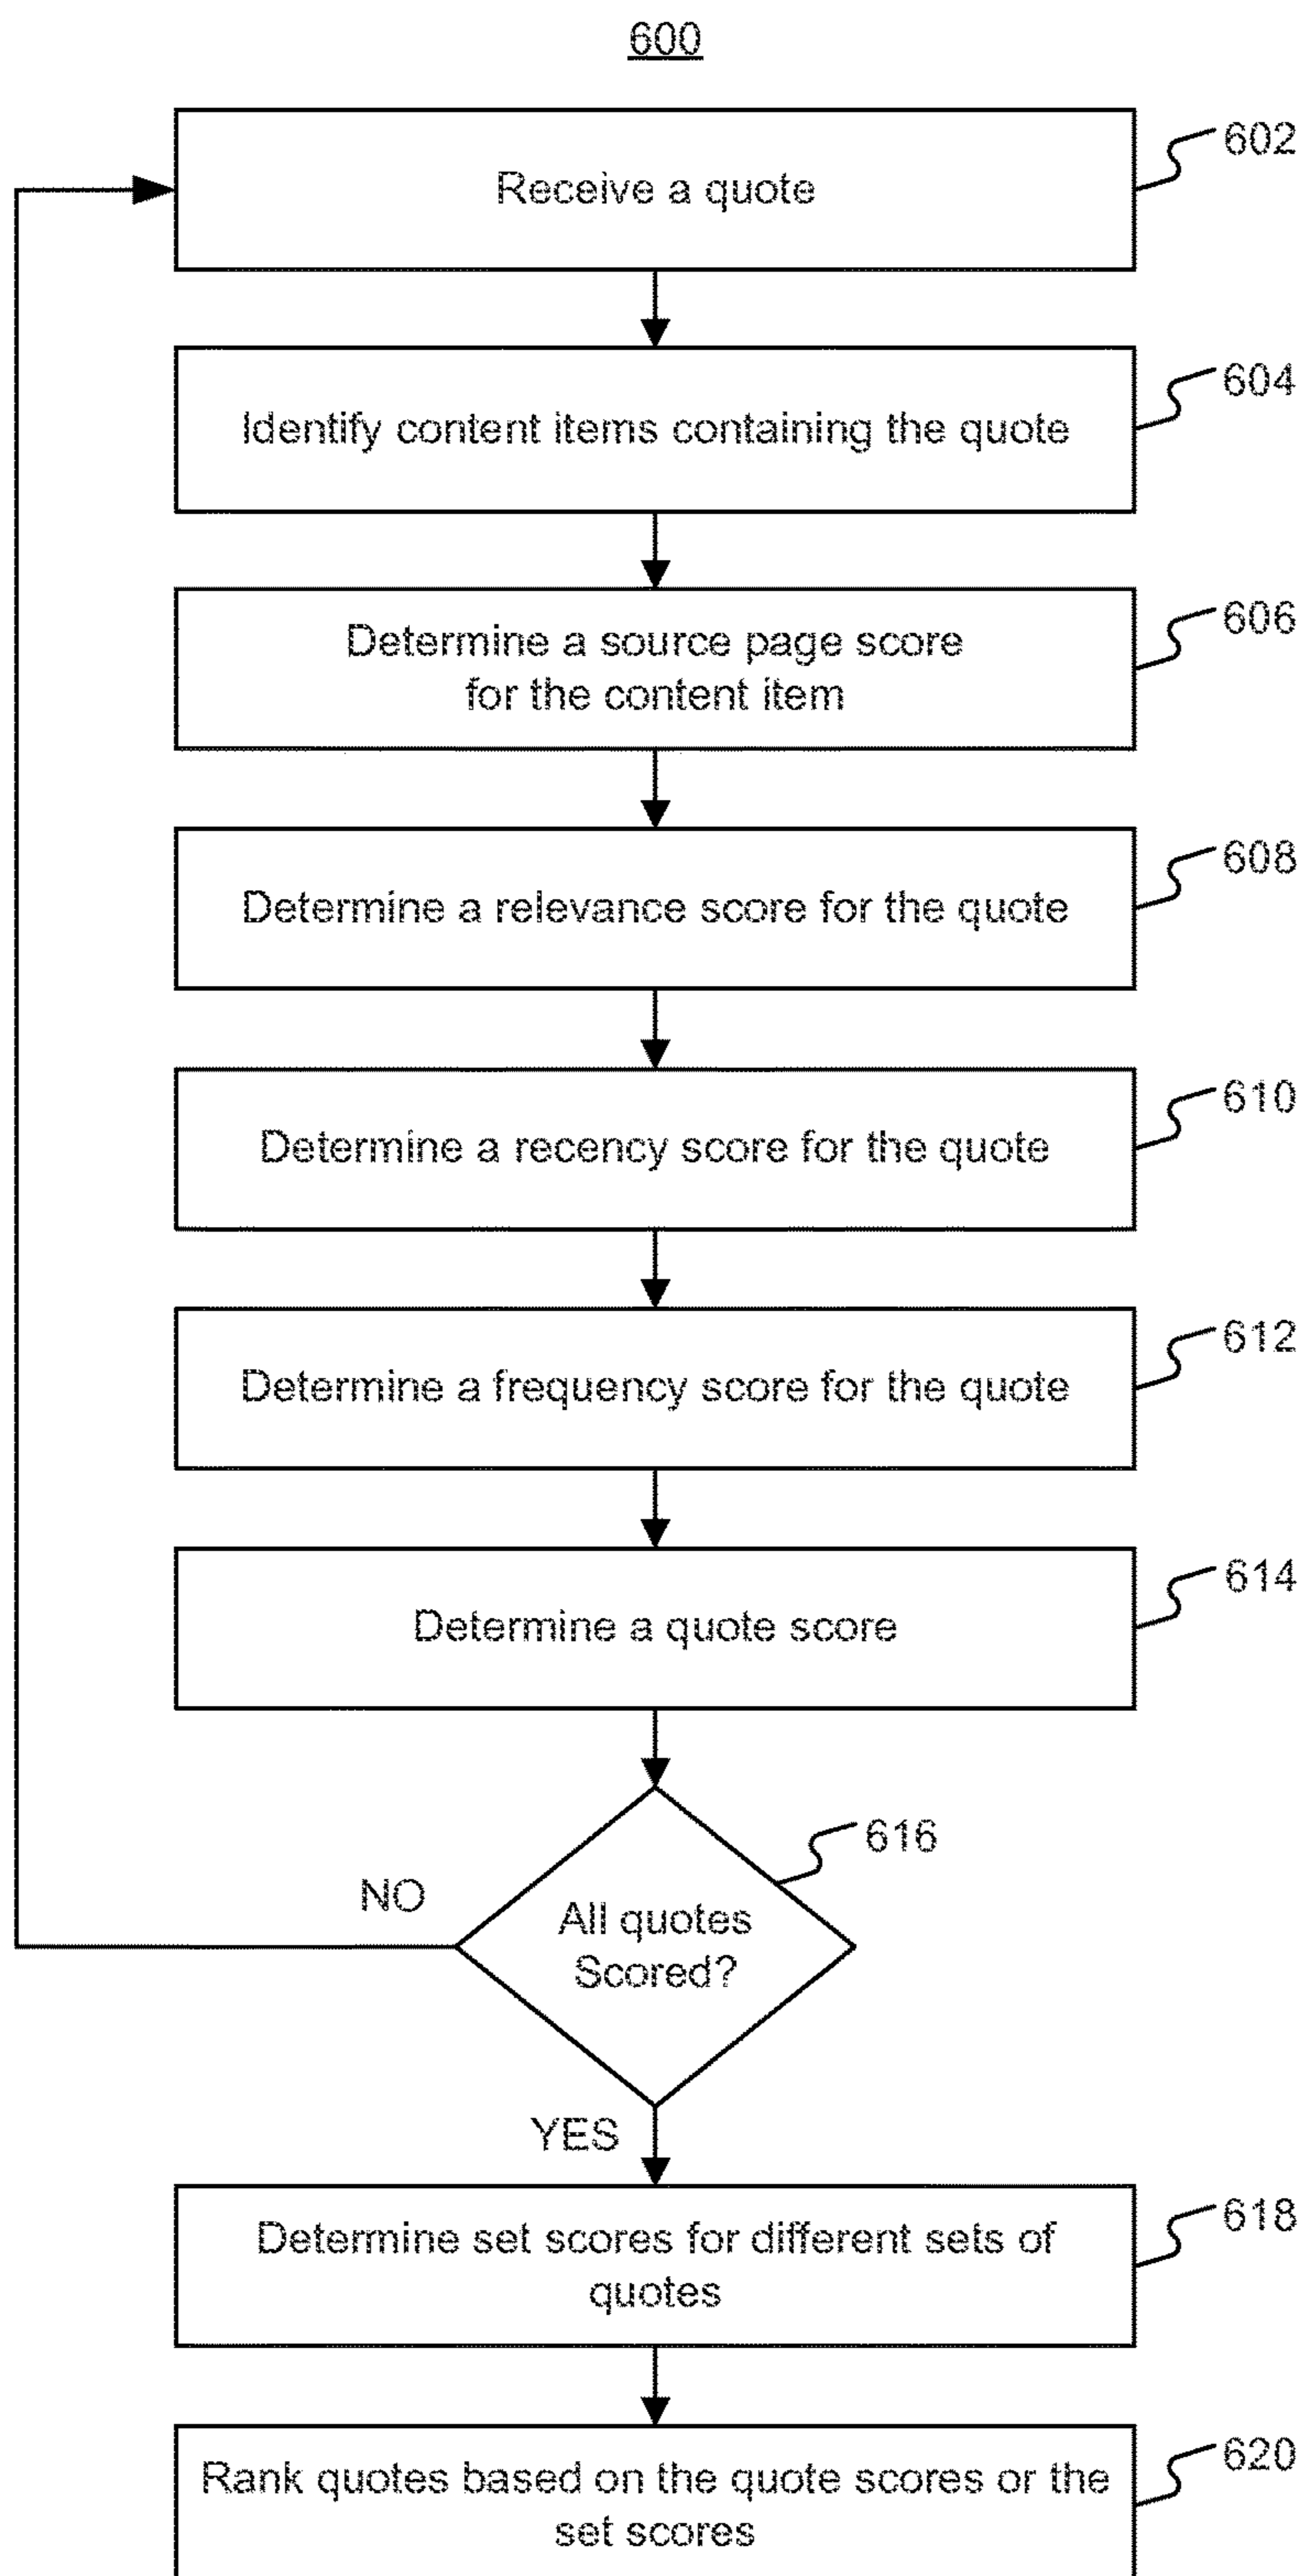 600
Receive a quote
602
Identify content items containing the quote
604
Determine a source page score
for the content item
606
Determine a relevance score for the quote
608
Determine a recency score for the quote
610
Determine a frequency score for the quote
612
Determine a quote score
614
All quotes
Scored?
616
NO
YES
Determine set scores for different sets of
quotes
618
Rank quotes based on the quote scores or the
set scores
620